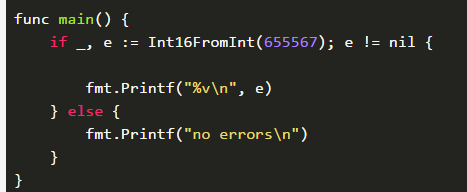 func main() {
    if _, e := Int16FromInt(655567); e != nil {

        fmt.Printf("%v\n", e)
    } else {
        fmt.Printf("no errors\n")
    }
}